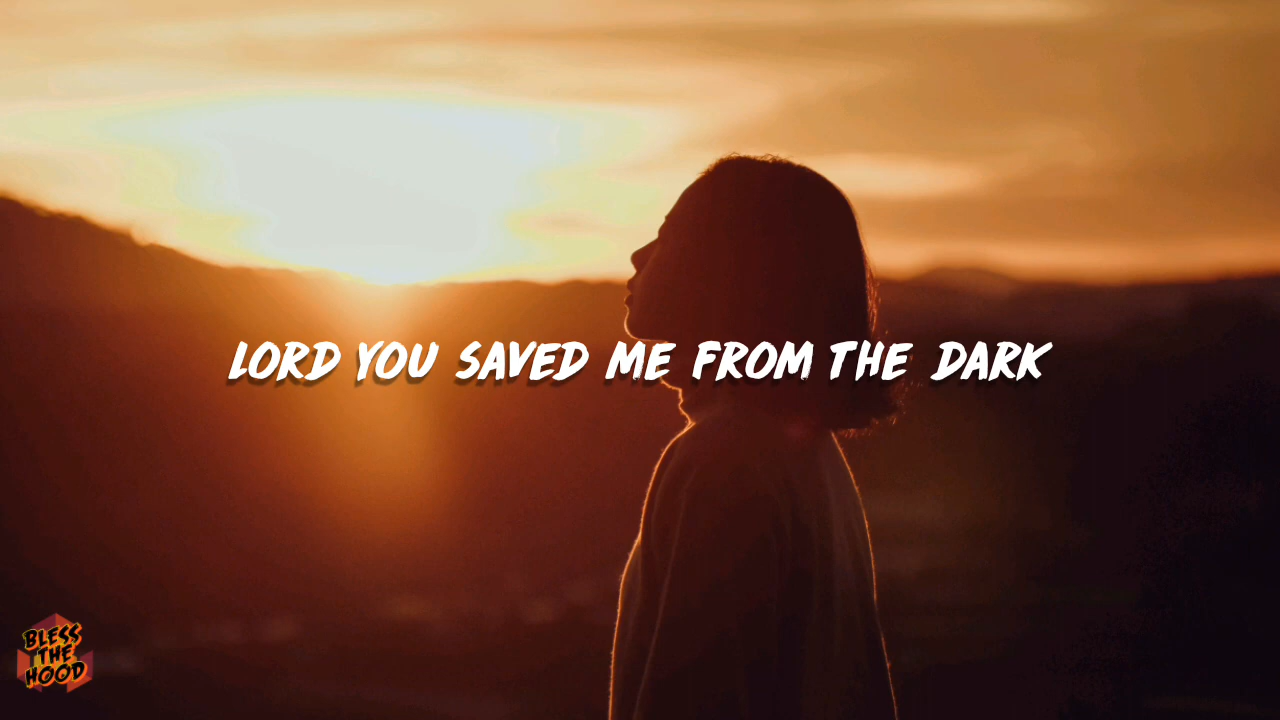 LORD YOU SAVED ME FROM THE DARK
BLESS
THE
HOOD